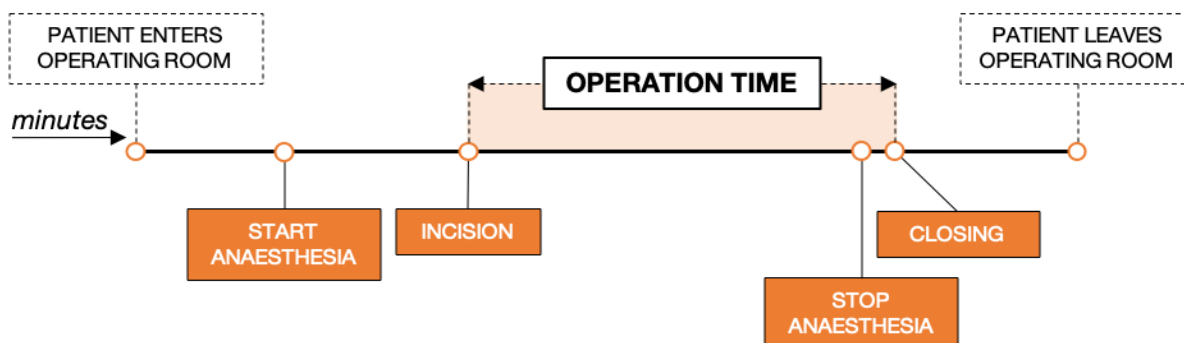 PATIENT ENTERS
OPERATING ROOM
PATIENT LEAVES
OPERATING ROOM
OPERATION TIME
minutes
START
ANAESTHESIA
INCISION
CLOSING
STOP
ANAESTHESIA